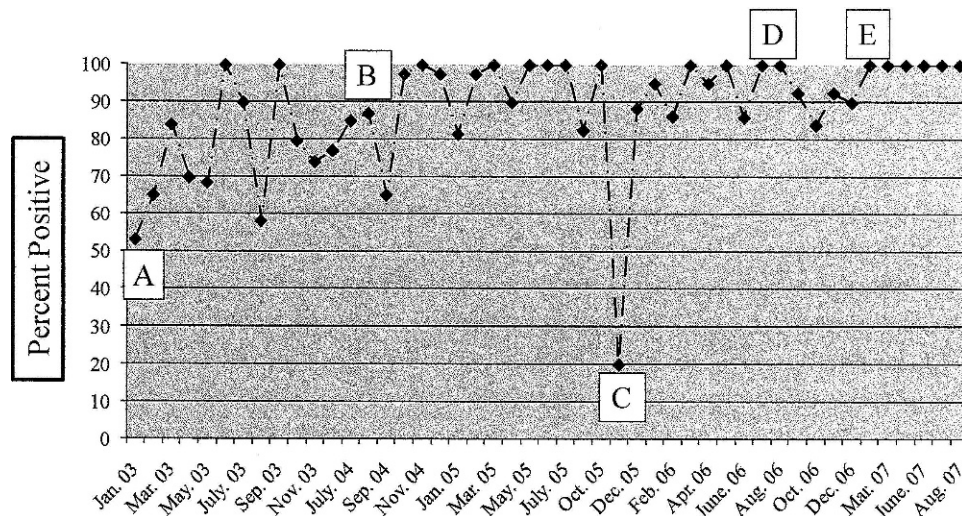 D
E
B
100
90
80
70
60
50
40
30
20
10
0
A
C
Percent Positive
Jan. 03
Mar. 03
May. 03
July. 03
Sep. 03
Nov. 03
July. 04
Sep. 04
Nov. 04
Jan. 05
Mar. 05
May. 05
July. 05
Oct. 05
Dec. 05
Feb. 06
Apr. 06
June. 06
Aug. 06
Oct. 06
Dec. 06
Mar. 07
June. 07
Aug. 07